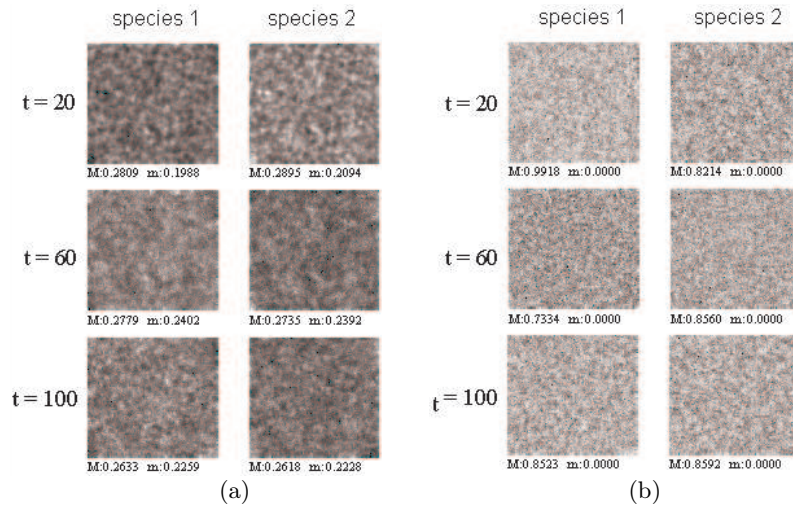 species 1 species 2
t = 20
M:0.2809 m:0.1988 M:0.2895 m:0.2094
t = 60
M:0.2779 m:0.2402 M:0.2735 m:0.2392
t = 100
M:0.2633 m:0.2259 M:0.2618 m:0.2228
(a)
species 1 species 2
t = 20
M:0.9918 m:0.0000 M:0.8214 m:0.0000
t = 60
M:0.7334 m:0.0000 M:0.8560 m:0.0000
t = 100
M:0.8523 m:0.0000 M:0.8592 m:0.0000
(b)